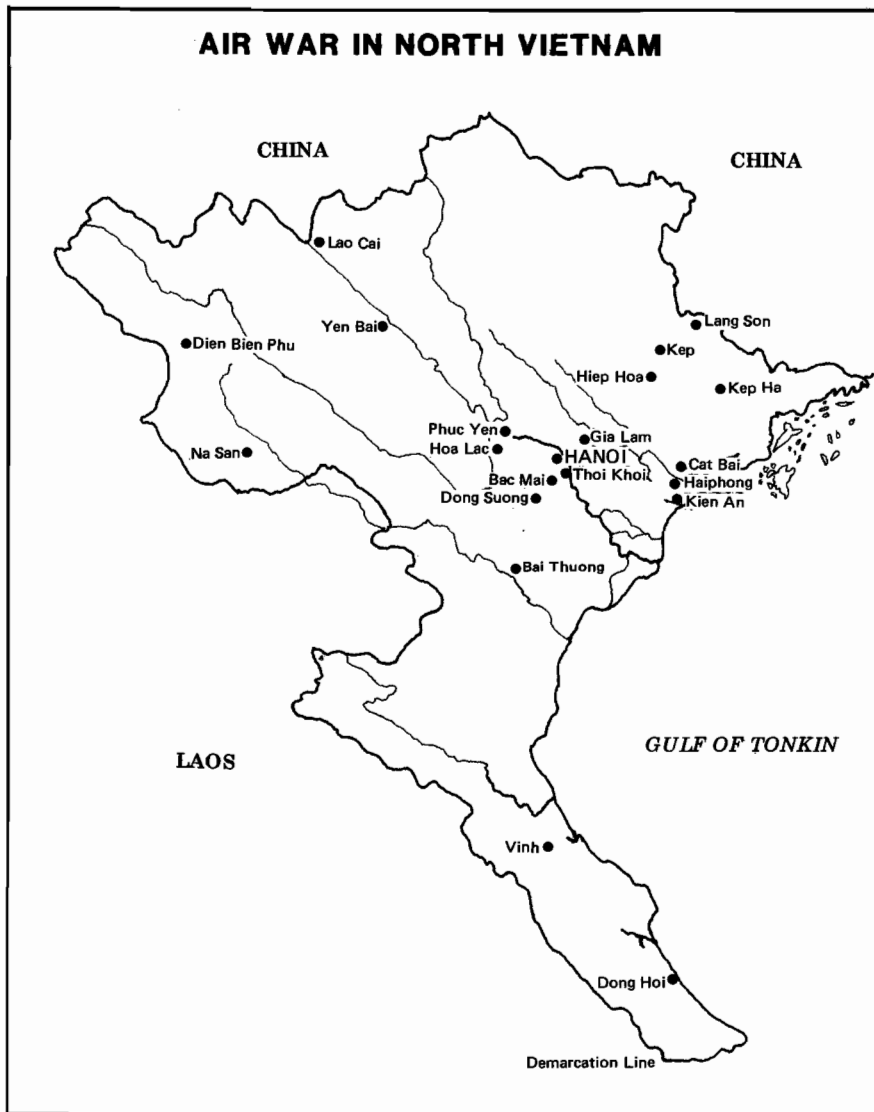 AIR WAR IN NORTH VIETNAM
CHINA
CHINA
Lao Cai
Lang Son
Yen Bai
Dien Bien Phu
Kep
Hiep Hoa
Kep Ha
Phuc Yen
Gia Lam
Hoa Lac
Na San
HANOI
Cat Bai
Thoi Khoi
Bac Mai
Haiphong
Dong Suong
Kien An
Bai Thuong
GULF OF TONKIN
LAOS
Vinh
Dong Hoi
Demarcation Line